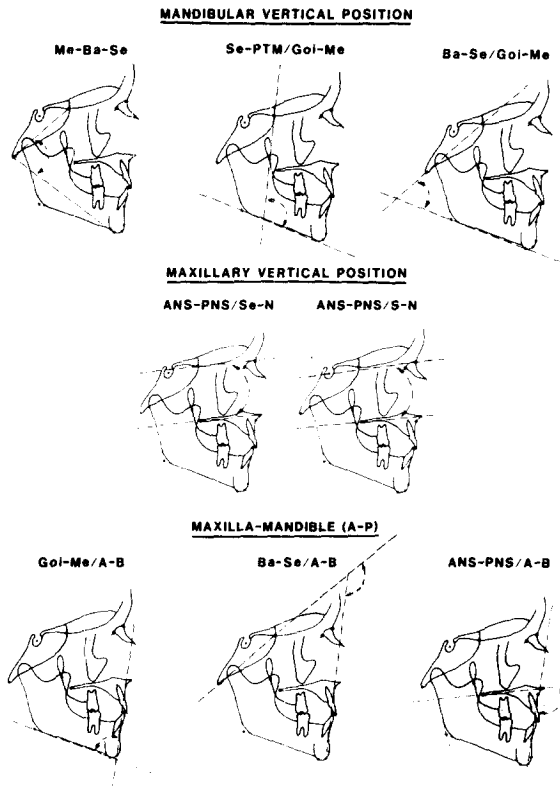 MANDIBULAR VERTICAL POSITION
Me-Ba-Se Se-PTM/Goi-Me Ba-Se/Goi-Me
MAXILLARY VERTICAL POSITION
ANS-PNS/Se-N ANS-PNS/S-N
MAXILLA-MANDIBLE (A-P)
Goi-Me/A-B Ba-Se/A-B ANS-PNS/A-B